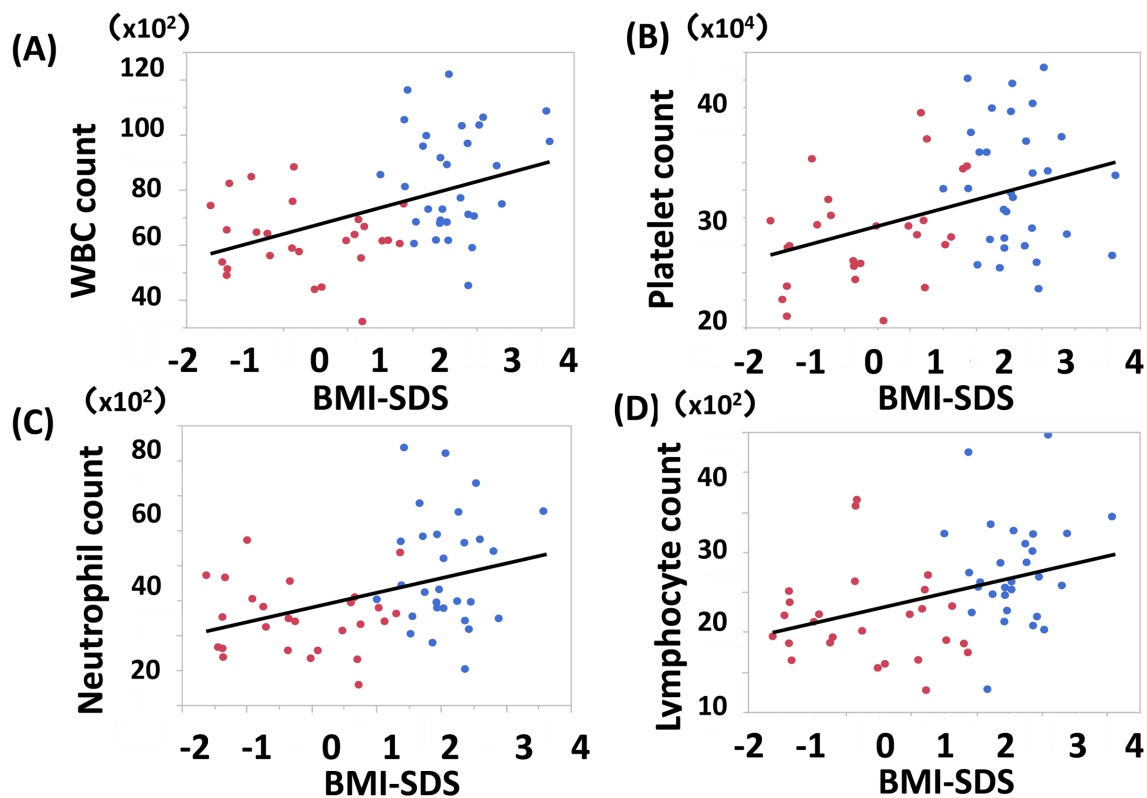 (A) (x10²)
WBC count
120
100
80
60
40
-2 -1 0 1 2 3 4
BMI-SDS
(B) (x10⁴)
Platelet count
40
30
20
-2 -1 0 1 2 3 4
BMI-SDS
(C) (x10²)
Neutrophil count
80
60
40
20
-2 -1 0 1 2 3 4
BMI-SDS
(D) (x10²)
Lymphocyte count
40
30
20
10
-2 -1 0 1 2 3 4
BMI-SDS